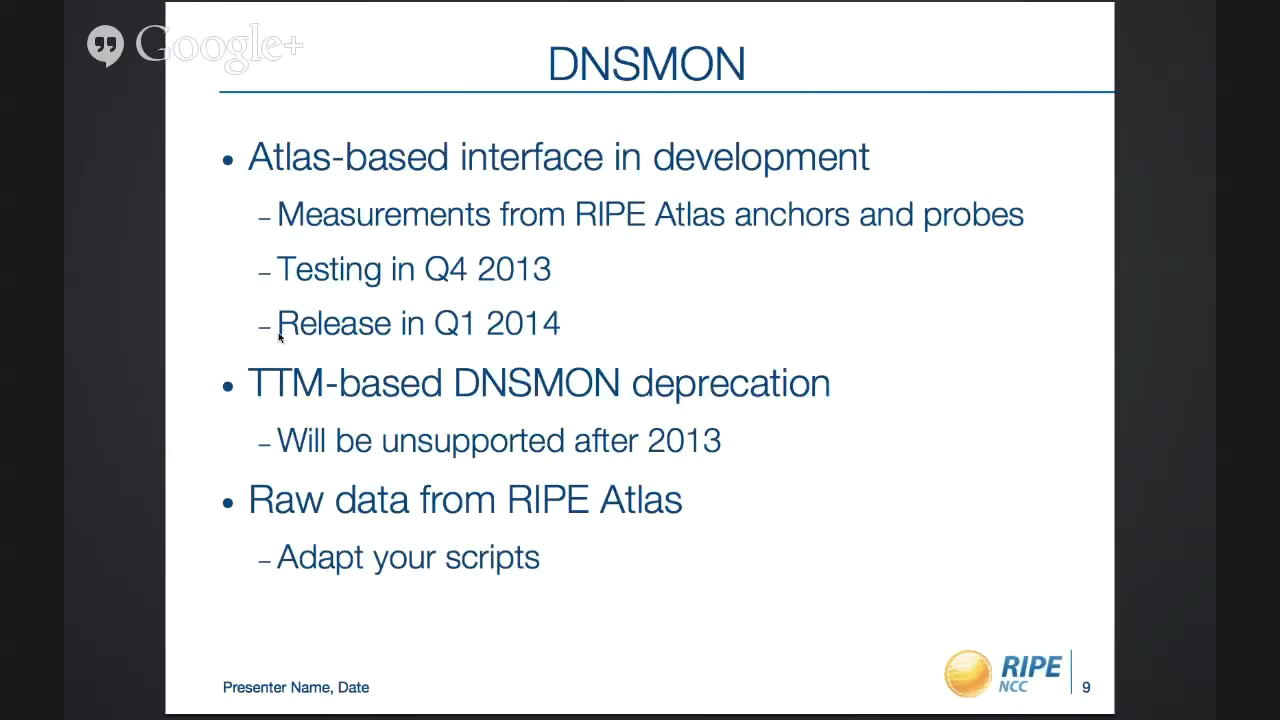 Google+
DNSMON
• Atlas-based interface in development
– Measurements from RIPE Atlas anchors and probes
– Testing in Q4 2013
– Release in Q1 2014
• TTM-based DNSMON deprecation
– Will be unsupported after 2013
• Raw data from RIPE Atlas
– Adapt your scripts
Presenter Name, Date
RIPE
NCC
9